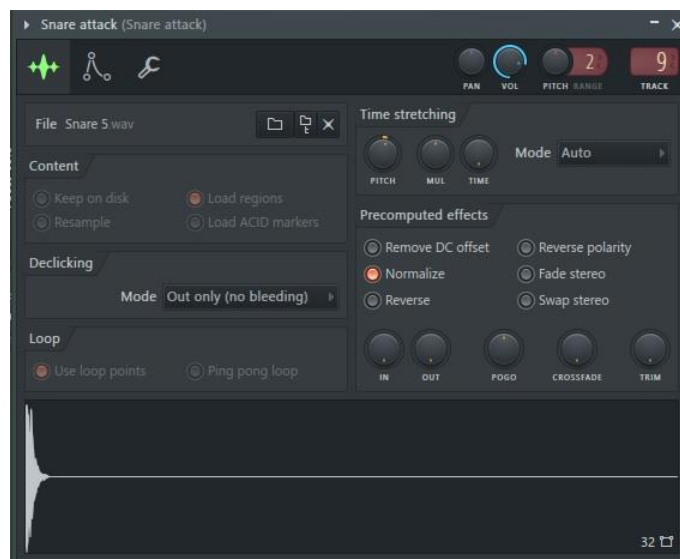 Snare attack (Snare attack)
2
9
PAN VOL PITCH RANGE TRACK
File Snare 5.wav
Content
Keep on disk Load regions
Resample Load ACID markers
Declicking
Mode Out only (no bleeding)
Loop
Use loop points Ping pong loop
Time stretching
PITCH MUL TIME
Mode Auto
Precomputed effects
Remove DC offset Reverse polarity
Normalize Fade stereo
Reverse Swap stereo
IN OUT POGO CROSSFADE TRIM
32